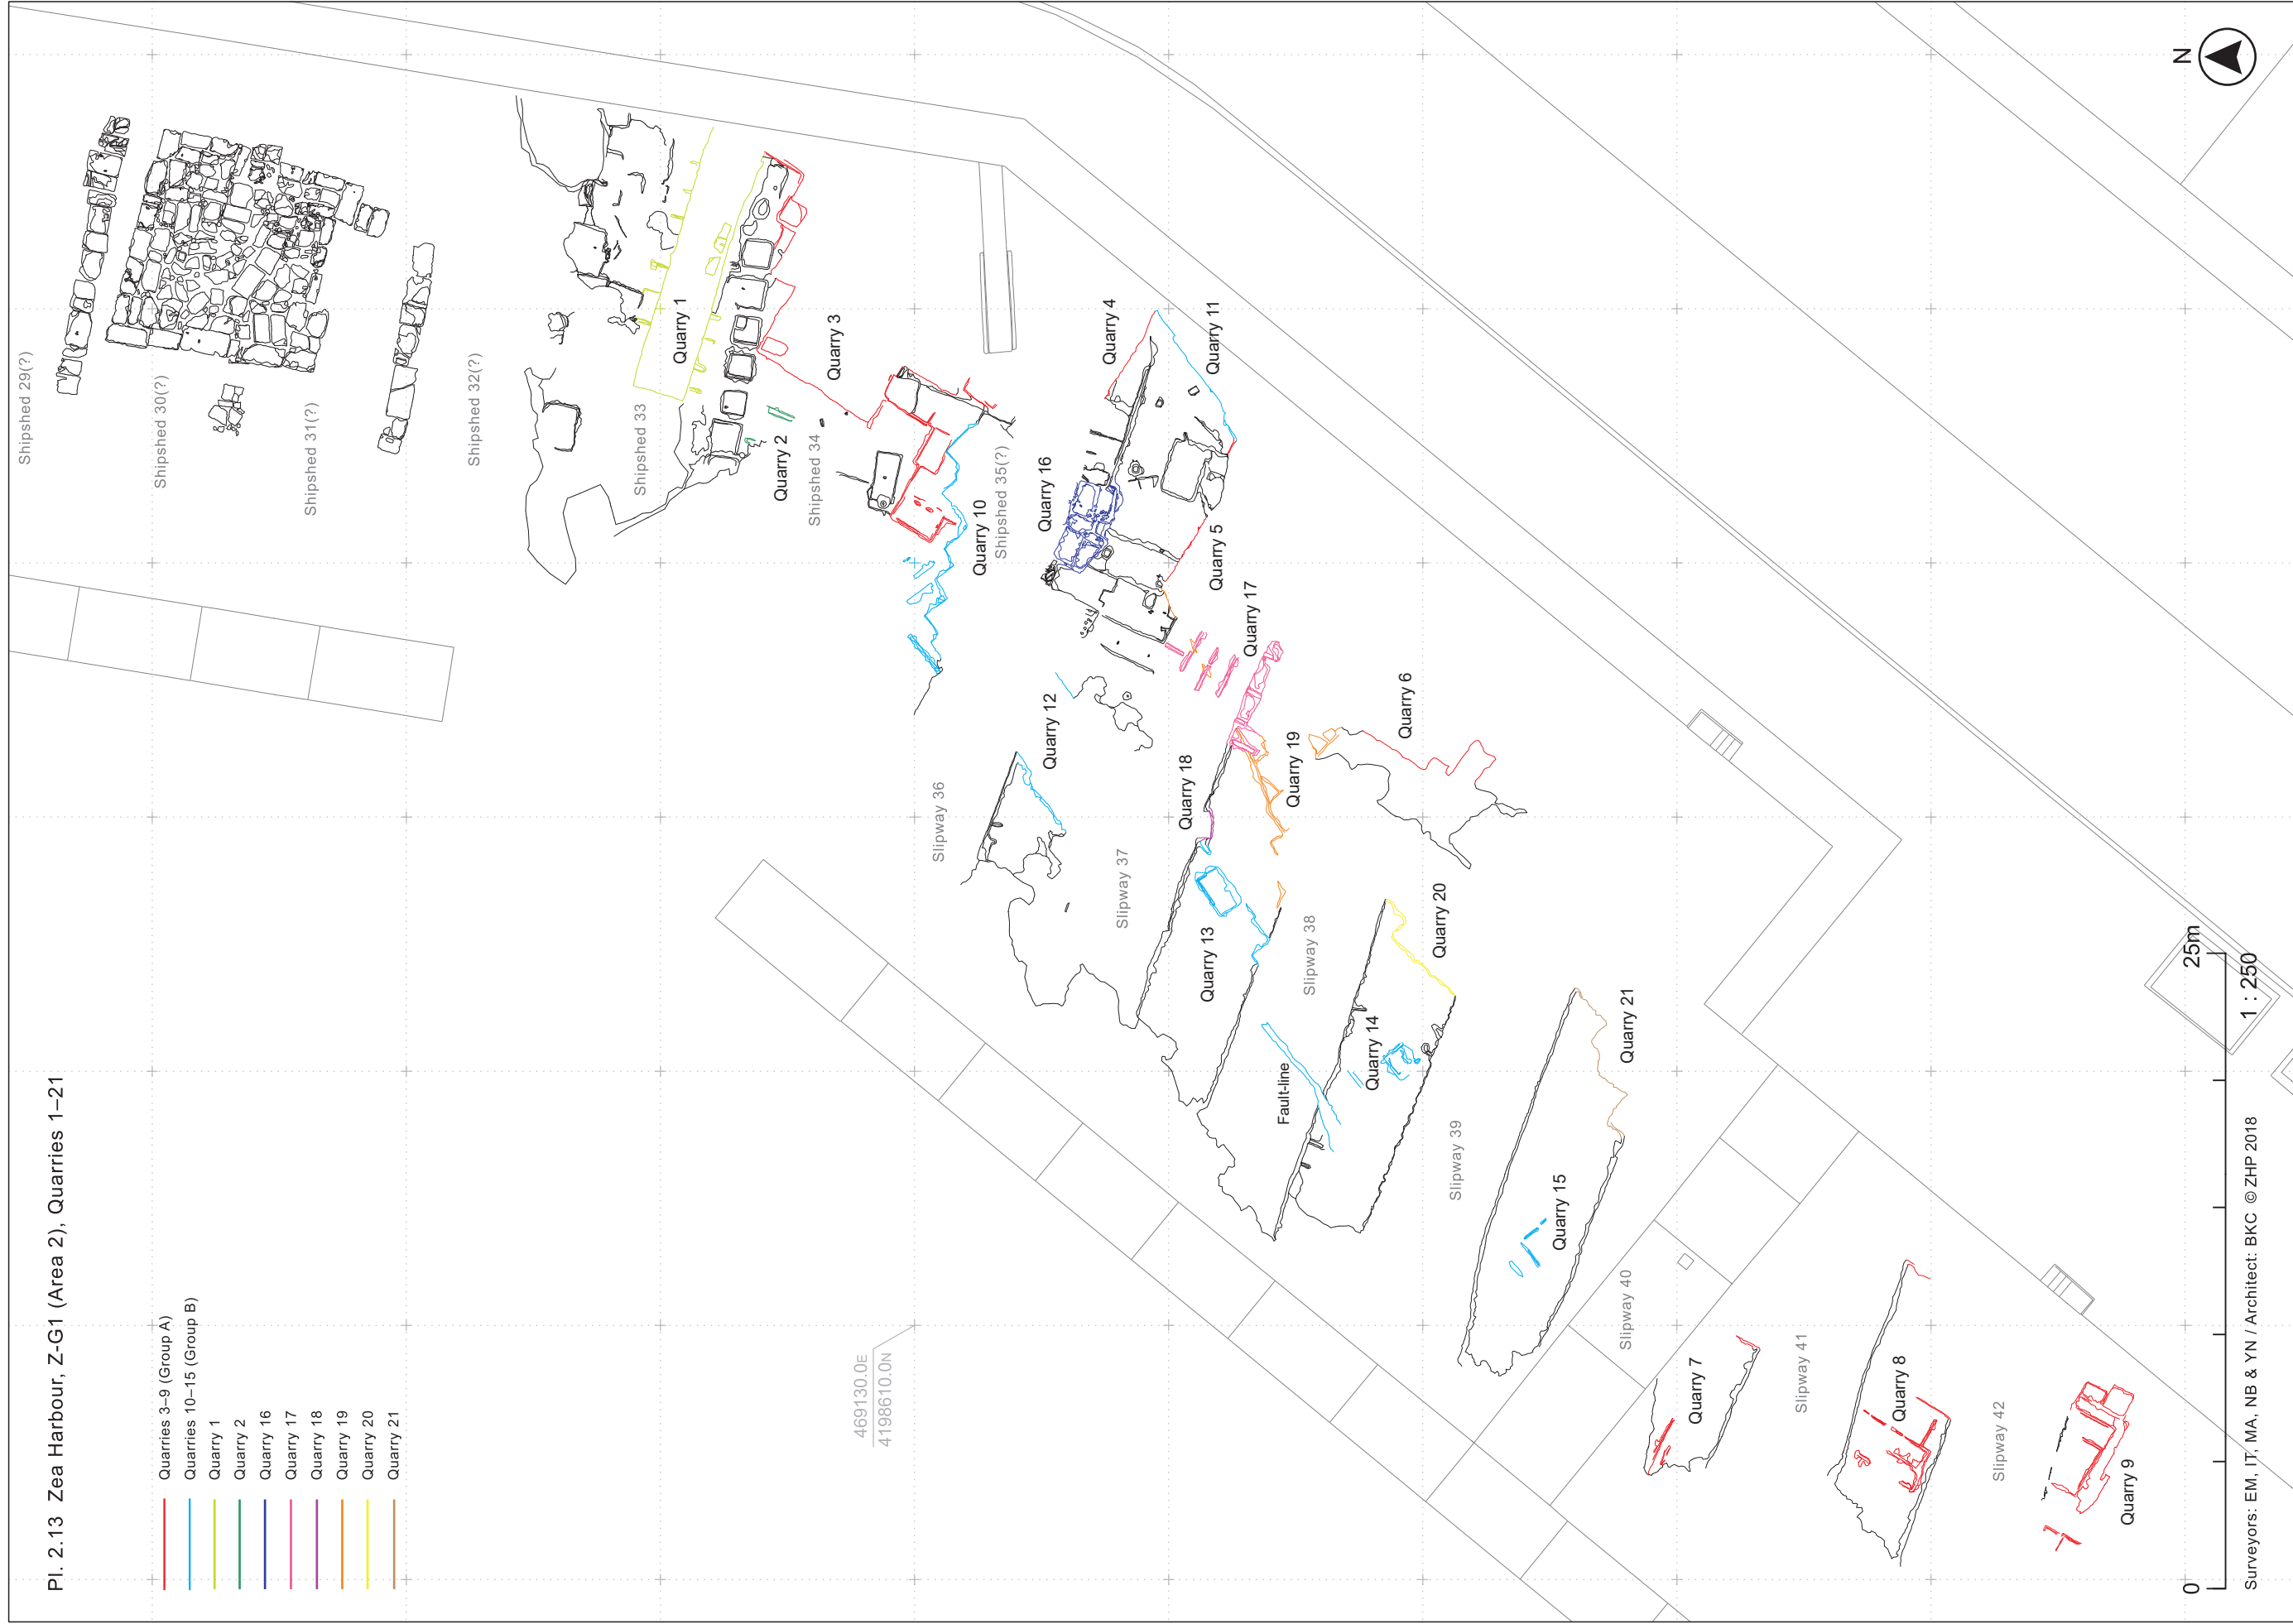 Pl. 2.13 Zea Harbour, Z-G1 (Area 2), Quarries 1–21
Quarries 3–9 (Group A)
Quarries 10–15 (Group B)
Quarry 1
Quarry 2
Quarry 16
Quarry 17
Quarry 18
Quarry 19
Quarry 20
Quarry 21
Shipshed 29(?)
Shipshed 30(?)
Shipshed 31(?)
Shipshed 32(?)
Shipshed 33
Quarry 1
Quarry 2
Shipshed 34
Quarry 3
Quarry 10
Shipshed 35(?)
Quarry 16
Quarry 4
Quarry 11
Quarry 5
Quarry 17
Slipway 36
Quarry 12
Slipway 37
Quarry 18
Quarry 13
Quarry 19
Slipway 38
Quarry 6
Fault-line
Quarry 14
Quarry 20
Slipway 39
Quarry 15
Quarry 21
Slipway 40
Quarry 7
Slipway 41
Quarry 8
Slipway 42
Quarry 9
469130.0E
4198610.0N
N
0
25m
1 : 250
Surveyors: EM, IT, MA, NB & YN / Architect: BKC © ZHP 2018